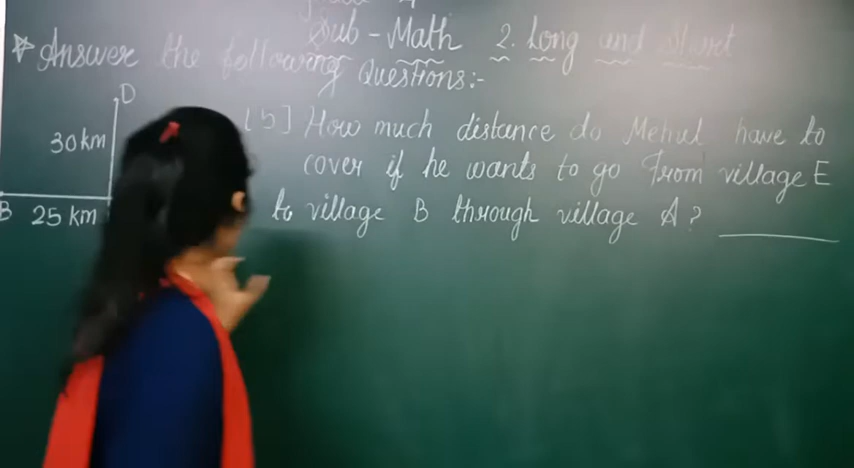 Sub - Math 2. Long and Short
* Answer the following Questions:-
D
[5] How much distance do Mehul have to
30 km
cover if he wants to go from village E
to village B through village A? ________
B 25 km